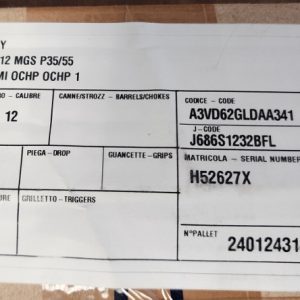 Y
12 MGS P35/55
MI OCHP OCHP 1
O – CALIBRE
CANNE/STROZZ – BARRELS/CHOKES
CODICE – CODE
12
A3VD62GLDAA341
J-CODE
J686S1232BFL
PIEGA-DROP
GUANCETTE-GRIPS
MATRICOLA – SERIAL NUMBER
H52627X
URE
GRILLETTO-TRIGGERS
N°PALLET
24012431